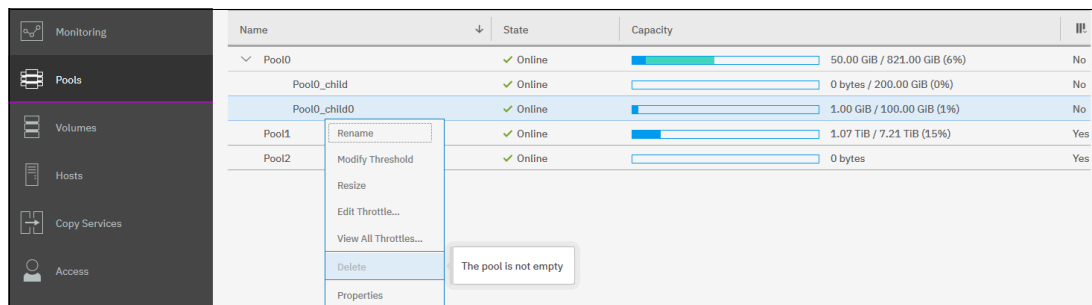 Monitoring
Pools
Volumes
Hosts
Copy Services
Access
Name ↓ State Capacity
Pool0 Online 50.00 GiB / 821.00 GiB (6%) No
Pool0_child Online 0 bytes / 200.00 GiB (0%) No
Pool0_child0 Online 1.00 GiB / 100.00 GiB (1%) No
Pool1 Online 1.07 TiB / 7.21 TiB (15%) Yes
Pool2 Online 0 bytes Yes
Rename
Modify Threshold
Resize
Edit Throttle...
View All Throttles...
Delete
The pool is not empty
Properties